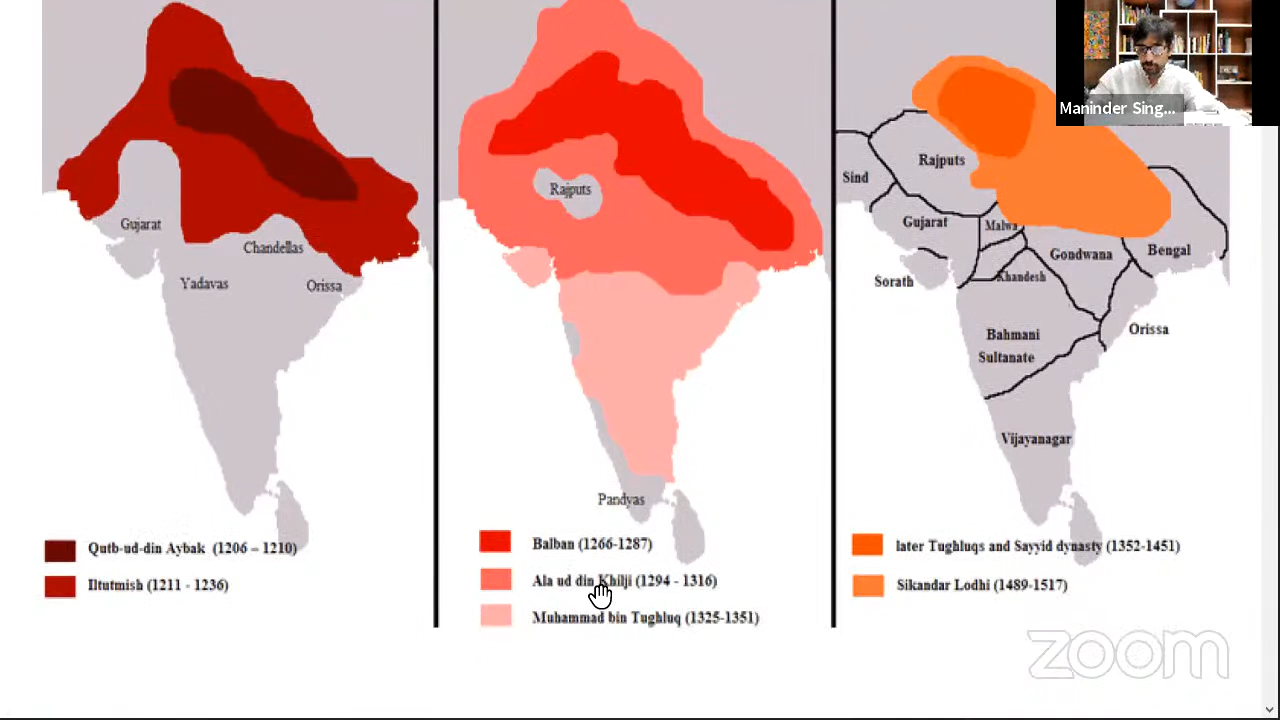 Gujarat
Chandellas
Yadavas
Orissa
Qutb-ud-din Aybak (1206 – 1210)
Iltutmish (1211 - 1236)
Rajputs
Pandyas
Balban (1266-1287)
Ala ud din Khilji (1294 - 1316)
Muhammad bin Tughluq (1325-1351)
Maninder Sing...
Rajputs
Sind
Gujarat
Malwa
Gondwana
Bengal
Sorath
Khandesh
Orissa
Bahmani
Sultanate
Vijayanagar
later Tughluqs and Sayyid dynasty (1352-1451)
Sikandar Lodhi (1489-1517)
zoom